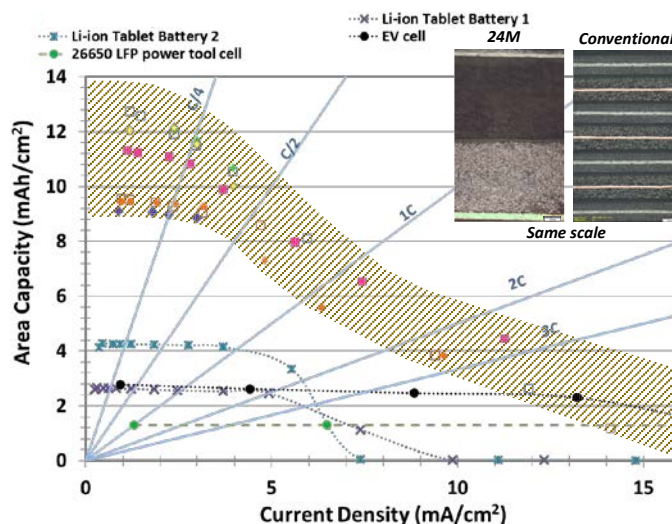 Li-ion Tablet Battery 2
Li-ion Tablet Battery 1
26650 LFP power tool cell
EV cell
24M
Conventional
Same scale
C/4
C/2
1C
2C
3C
Area Capacity (mAh/cm²)
14
12
10
8
6
4
2
0
0
5
10
15
Current Density (mA/cm²)